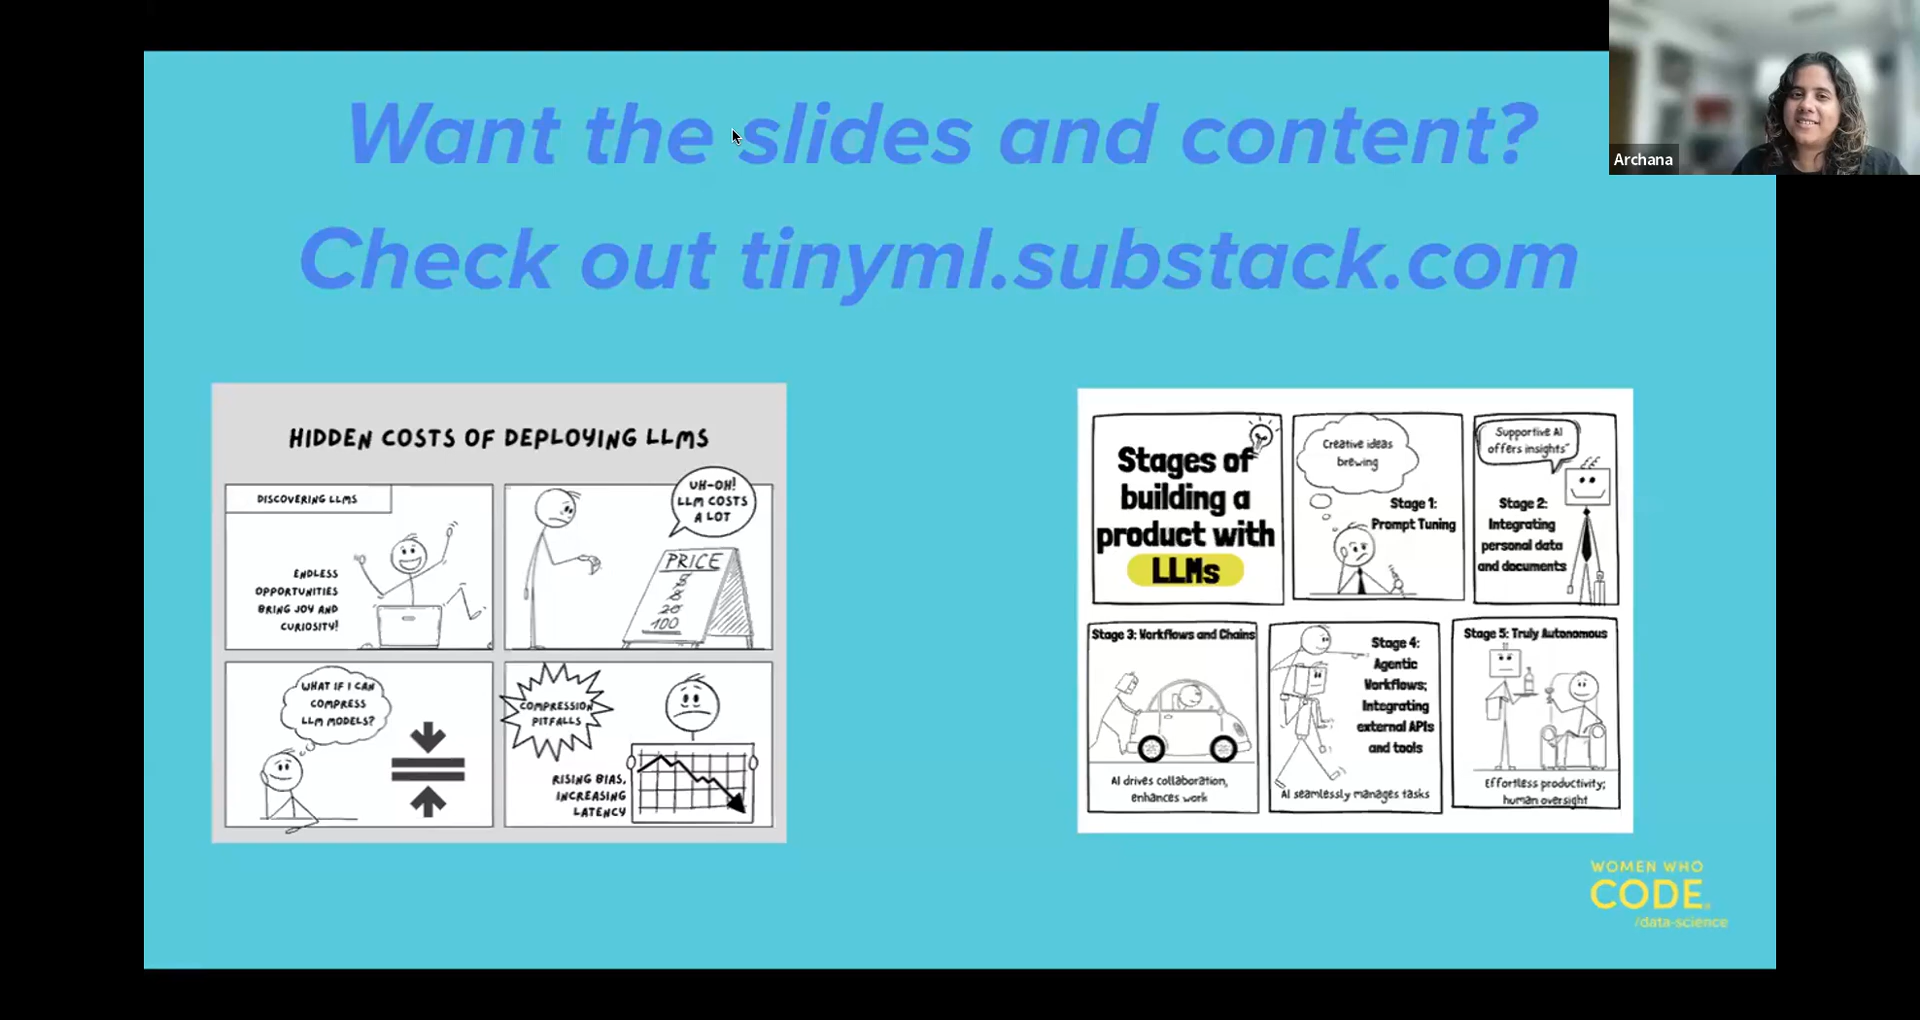 Want the slides and content?
Check out tinyml.substack.com
Archana
HIDDEN COSTS OF DEPLOYING LLMS
DISCOVERING LLMS
ENDLESS
OPPORTUNITIES
BRING JOY AND
CURIOSITY!
UH-OH!
LLM COSTS
A LOT
PRICE
5
8
20
100
WHAT IF I CAN
COMPRESS
LLM MODELS?
COMPRESSION
PITFALLS
RISING BIAS,
INCREASING
LATENCY
Stages of
building a
product with
LLMs
Creative ideas
brewing
Stage 1:
Prompt Tuning
Supportive AI
offers insights"
Stage 2:
Integrating
personal data
and documents
Stage 3: Workflows and Chains
AI drives collaboration,
enhances work
Stage 4:
Agentic
Workflows;
Integrating
external APIs
and tools
AI seamlessly manages tasks
Stage 5: Truly Autonomous
Effortless productivity;
human oversight
WOMEN WHO
CODE
/data-science